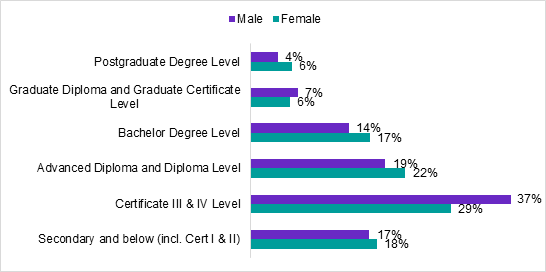 Male Female
Postgraduate Degree Level 4%
6%
Graduate Diploma and Graduate Certificate 7%
Level 6%
Bachelor Degree Level 14%
17%
Advanced Diploma and Diploma Level 19%
22%
Certificate III & IV Level 37%
29%
Secondary and below (incl. Cert I & II) 17%
18%